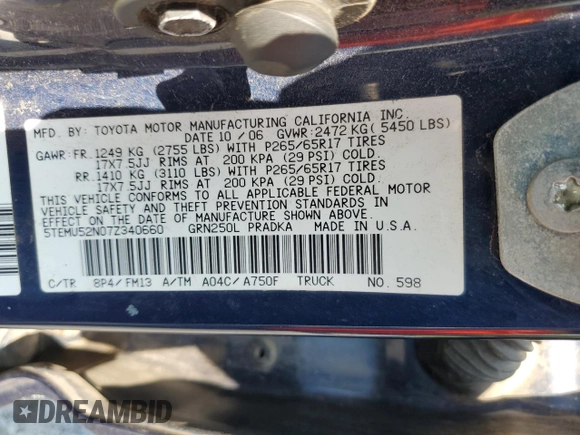 MFD. BY: TOYOTA MOTOR MANUFACTURING CALIFORNIA INC.
DATE 10 / 06 GVWR: 2472 KG( 5450 LBS)
GAWR: FR. 1249 KG (2755 LBS) WITH P265/65R17 TIRES
17X7.5JJ RIMS AT 200 KPA (29 PSI) COLD.
RR. 1410 KG (3110 LBS) WITH P265/65R17 TIRES
17X7.5JJ RIMS AT 200 KPA (29 PSI) COLD.
THIS VEHICLE CONFORMS TO ALL APPLICABLE FEDERAL MOTOR
VEHICLE SAFETY AND THEFT PREVENTION STANDARDS IN
EFFECT ON THE DATE OF MANUFACTURE SHOWN ABOVE.
5TEMU52N07Z340660 GRN250L PRADKA MADE IN U.S.A.
C/TR 8P4/ FM13 A/TM A04C/ A750F TRUCK NO. 598
DREAMBID